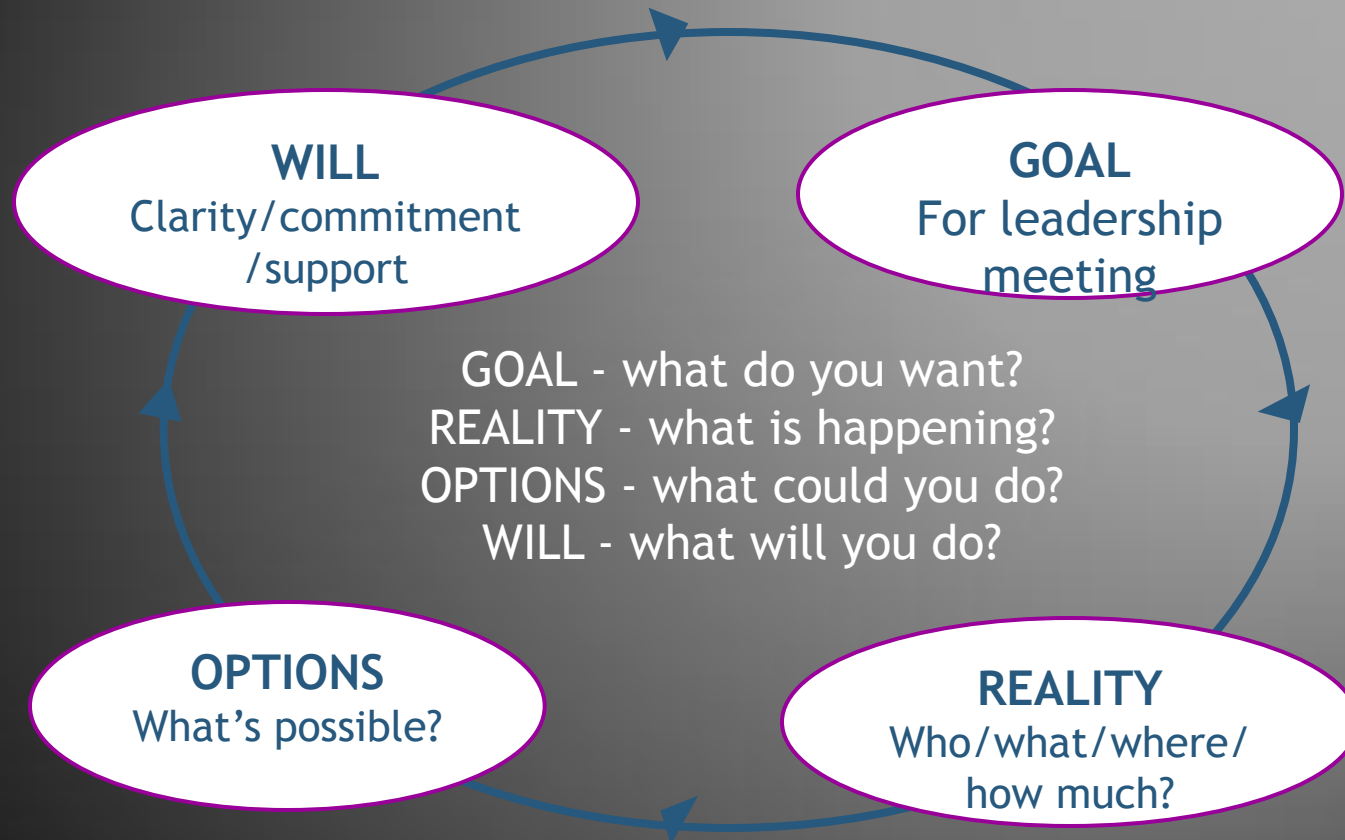 WILL
Clarity/commitment
/support
GOAL
For leadership
meeting
GOAL - what do you want?
REALITY - what is happening?
OPTIONS - what could you do?
WILL - what will you do?
OPTIONS
What’s possible?
REALITY
Who/what/where/
how much?